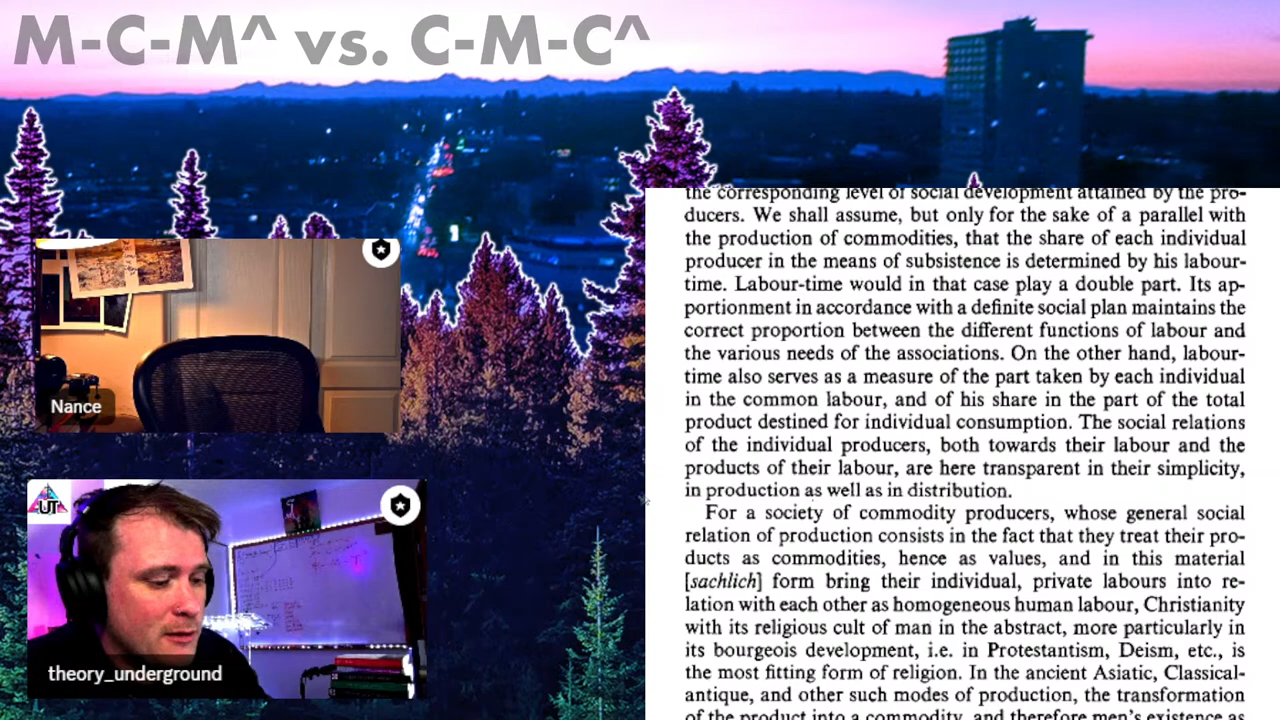 M-C-M^ vs. C-M-C^
the corresponding level of social development attained by the pro-
ducers. We shall assume, but only for the sake of a parallel with
the production of commodities, that the share of each individual
producer in the means of subsistence is determined by his labour-
time. Labour-time would in that case play a double part. Its ap-
portionment in accordance with a definite social plan maintains the
correct proportion between the different functions of labour and
the various needs of the associations. On the other hand, labour-
time also serves as a measure of the part taken by each individual
in the common labour, and of his share in the part of the total
product destined for individual consumption. The social relations
of the individual producers, both towards their labour and the
products of their labour, are here transparent in their simplicity,
in production as well as in distribution.
For a society of commodity producers, whose general social
relation of production consists in the fact that they treat their pro-
ducts as commodities, hence as values, and in this material
[sachlich] form bring their individual, private labours into re-
lation with each other as homogeneous human labour, Christianity
with its religious cult of man in the abstract, more particularly in
its bourgeois development, i.e. in Protestantism, Deism, etc., is
the most fitting form of religion. In the ancient Asiatic, Classical-
antique, and other such modes of production, the transformation
of the product into a commodity, and therefore men's existence as
Nance
UT
theory_underground